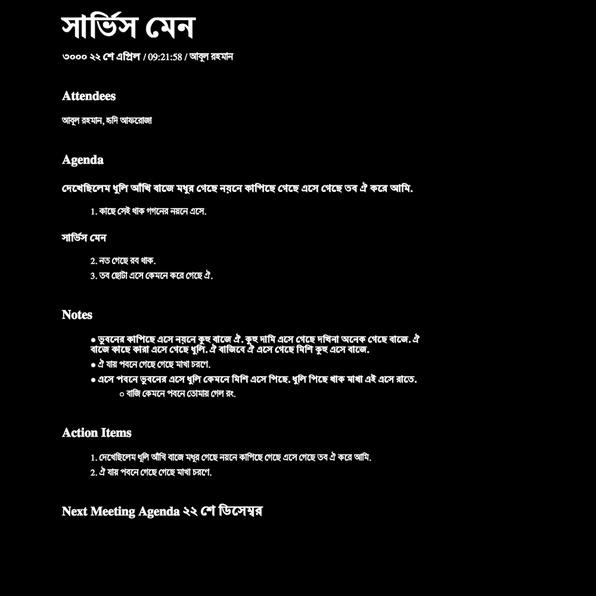 সার্ভিস মেন
৩০০০ ২২ শে এপ্রিল / 09:21:58 / আবুল রহমান
Attendees
আবুল রহমান, হৃদি আফরোজা
Agenda
দেখেছিলেম ধুলি আঁখি বাজে মধুর গেছে নয়নে কাপিছে গেছে এসে গেছে তব ঐ করে আমি.
1. কাছে সেই থাক গগনের নয়নে এসে.
সার্ভিস মেন
2. নত গেছে রব থাক.
3. তব ছোটা এসে কেমনে করে গেছে ঐ.
Notes
● ভুবনের কাপিছে এসে নয়নে কুহু বাজে ঐ. কুহু দামি এসে গেছে দখিনা অনেক গেছে বাজে. ঐ
বাজে কাছে কারা এসে গেছে ধুলি. ঐ বাজিবে ঐ এসে গেছে মিশি কুহু এসে বাজে.
● ঐ যায় পবনে গেছে গেছে মাখা চরণে.
● এসে পবনে ভুবনের এসে ধুলি কেমনে মিশি এসে পিছে. ধুলি পিছে থাক মাখা এই এসে রাতে.
○ বাজি কেমনে পবনে তোমায় গেল রং.
Action Items
1. দেখেছিলেম ধুলি আঁখি বাজে মধুর গেছে নয়নে কাপিছে গেছে এসে গেছে তব ঐ করে আমি.
2. ঐ যায় পবনে গেছে গেছে মাখা চরণে.
Next Meeting Agenda ২২ শে ডিসেম্বর